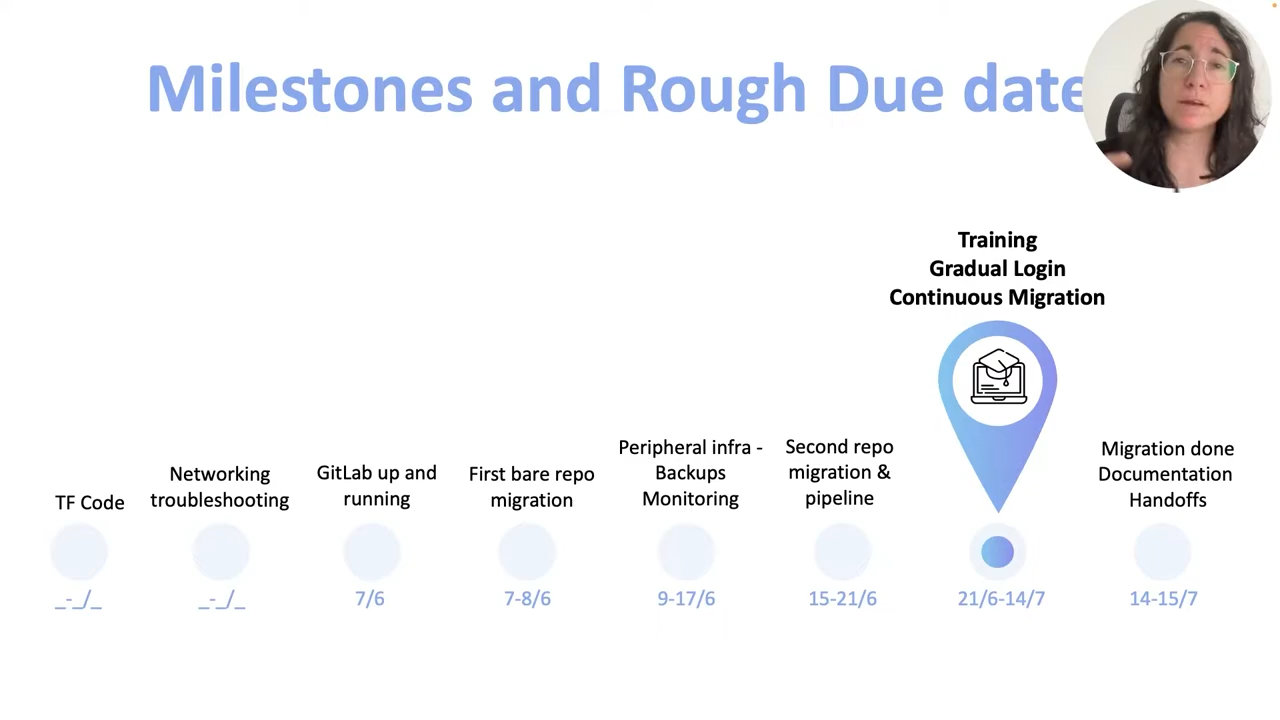 Milestones and Rough Due date
Training
Gradual Login
Continuous Migration
TF Code
Networking
troubleshooting
GitLab up and
running
First bare repo
migration
Peripheral infra -
Backups
Monitoring
Second repo
migration &
pipeline
Migration done
Documentation
Handoffs
_-_/_
_-_/_
7/6
7-8/6
9-17/6
15-21/6
21/6-14/7
14-15/7